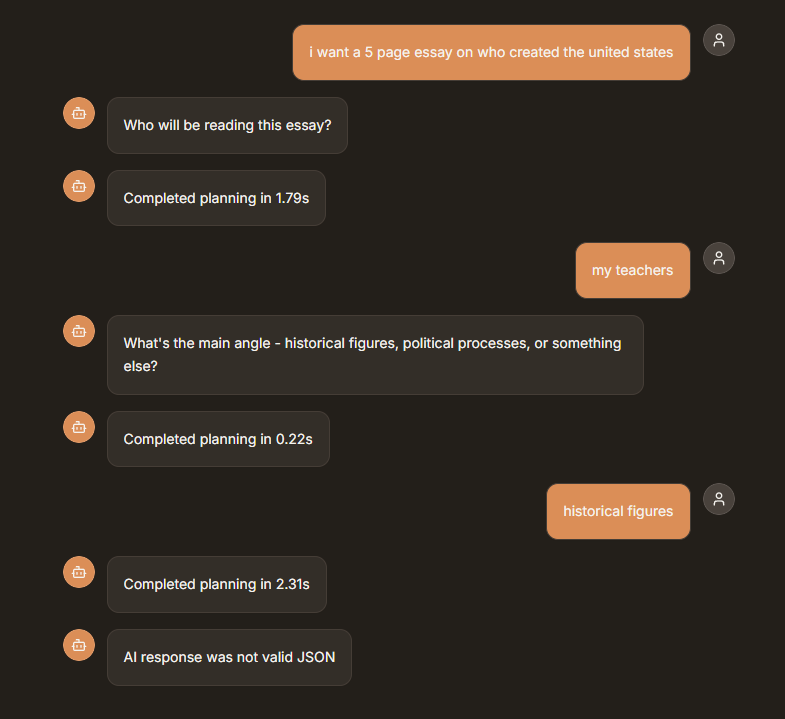 i want a 5 page essay on who created the united states
Who will be reading this essay?
Completed planning in 1.79s
my teachers
What's the main angle - historical figures, political processes, or something
else?
Completed planning in 0.22s
historical figures
Completed planning in 2.31s
AI response was not valid JSON